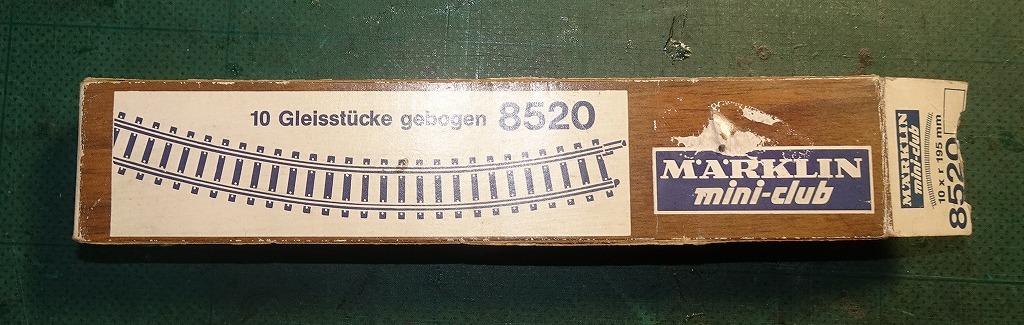 10 Gleisstücke gebogen 8520
MÄRKLIN
mini-club
MÄRKLIN
mini-club
10 x r 195 mm
8520